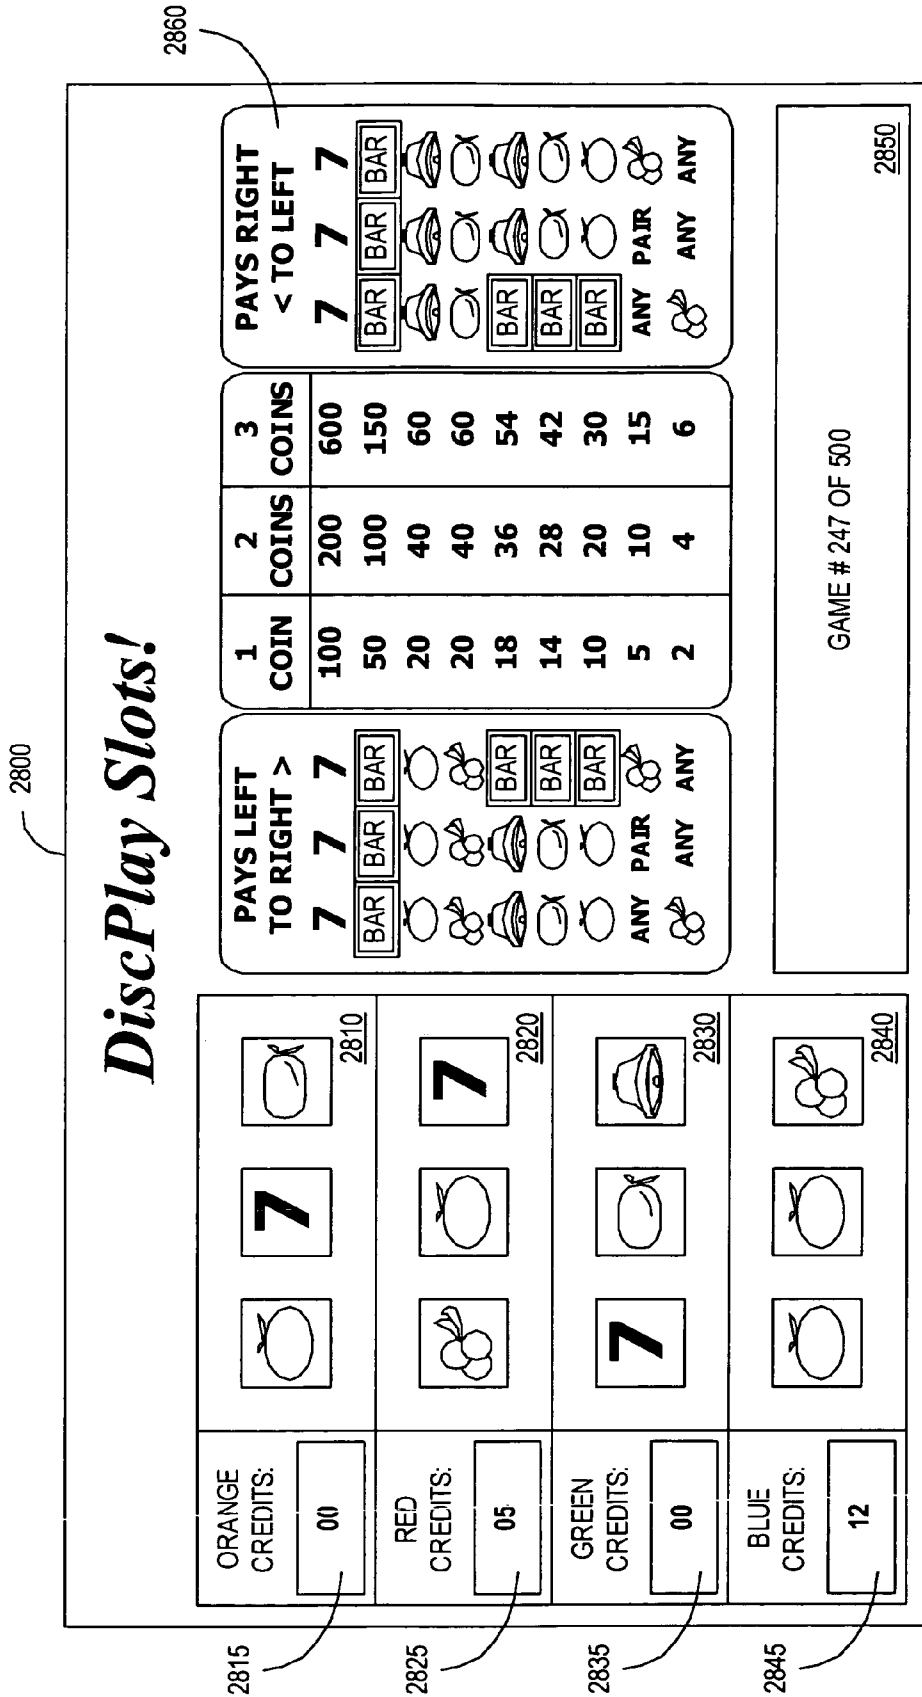 2800
DiscPlay Slots!
2860
ORANGE
CREDITS:
00
2815
7
2810
RED
CREDITS:
05
2825
7
2820
GREEN
CREDITS:
00
2835
7
2830
BLUE
CREDITS:
12
2845
2840
PAYS LEFT
TO RIGHT >
7 7 7
BAR BAR BAR
BAR
BAR
BAR
ANY PAIR
ANY ANY
1 2 3
COIN COINS COINS
100 200 600
50 100 150
20 40 60
20 40 60
18 36 54
14 28 42
10 20 30
5 10 15
2 4 6
PAYS RIGHT
< TO LEFT
7 7 7
BAR BAR BAR
BAR
BAR
BAR
ANY PAIR
ANY ANY
GAME # 247 OF 500
2850